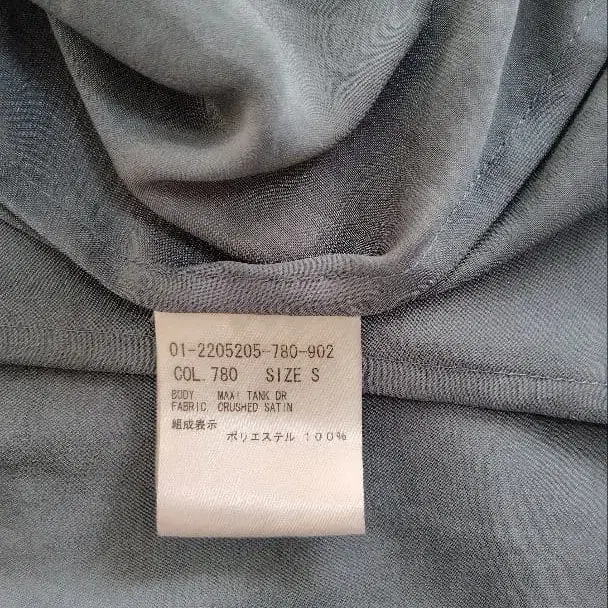 01-2205205-780-902
COL.780 SIZE S
BODY MAXI TANK DR
FABRIC CRUSHED SATIN
組成表示
ポリエステル 100%